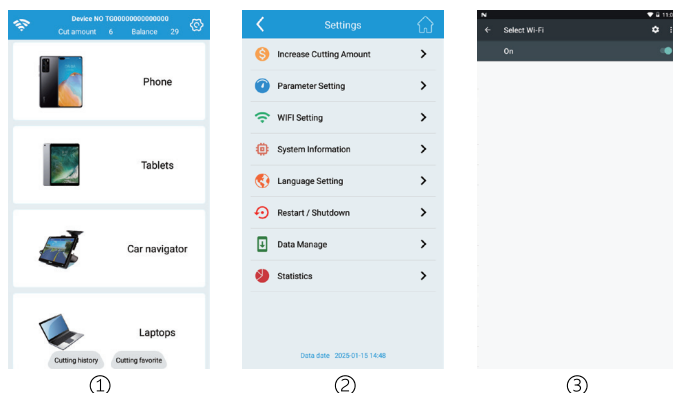 Device NO TG00000000000000
Cut amount 6 Balance 29
Phone
Tablets
Car navigator
Laptops
Cutting history Cutting favorite
①
Settings
Increase Cutting Amount
Parameter Setting
WIFI Setting
System Information
Language Setting
Restart / Shutdown
Data Manage
Statistics
Data date 2025-01-15 14:48
②
Select Wi-Fi
On
③